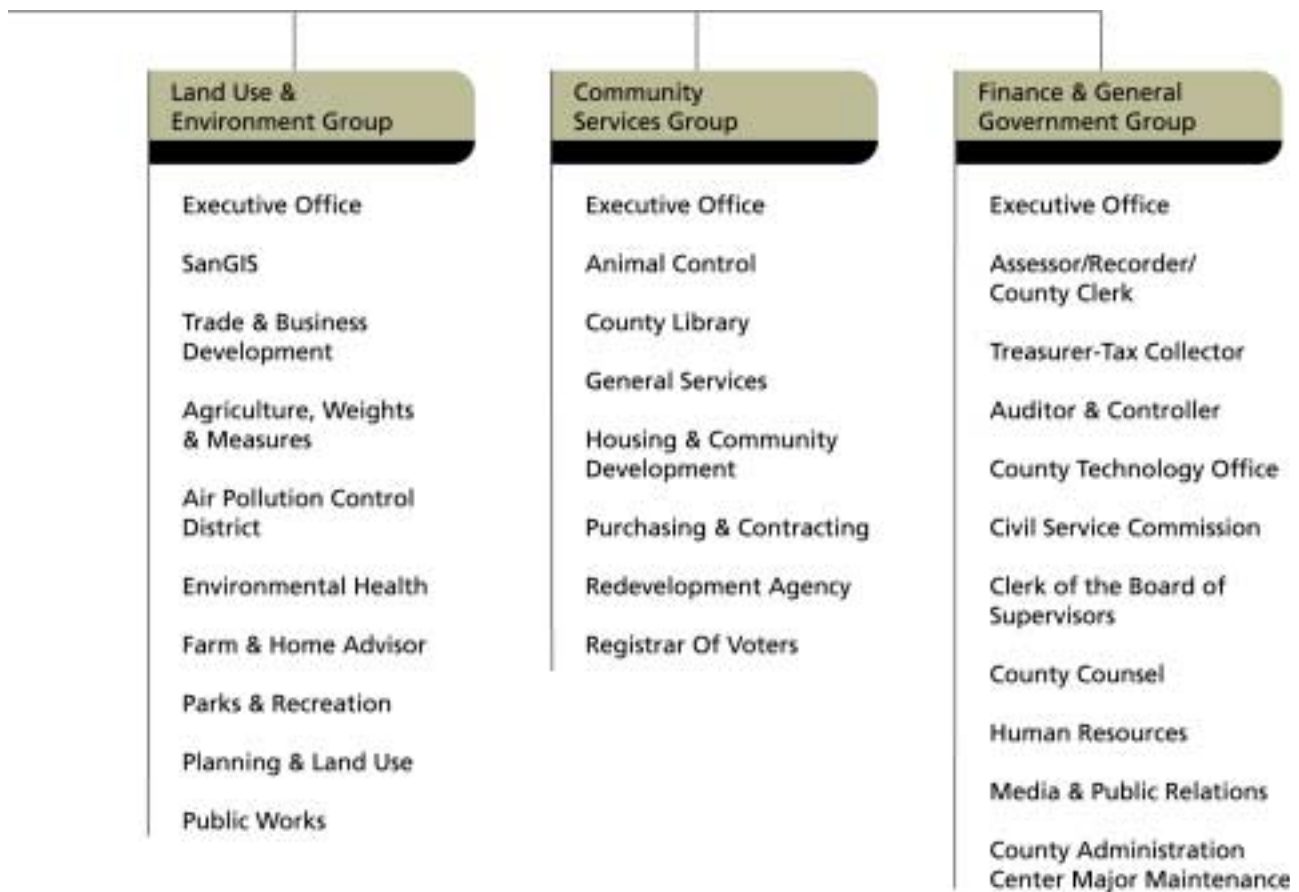 Land Use &
Environment Group
Executive Office
SanGIS
Trade & Business
Development
Agriculture, Weights
& Measures
Air Pollution Control
District
Environmental Health
Farm & Home Advisor
Parks & Recreation
Planning & Land Use
Public Works
Community
Services Group
Executive Office
Animal Control
County Library
General Services
Housing & Community
Development
Purchasing & Contracting
Redevelopment Agency
Registrar Of Voters
Finance & General
Government Group
Executive Office
Assessor/Recorder/
County Clerk
Treasurer-Tax Collector
Auditor & Controller
County Technology Office
Civil Service Commission
Clerk of the Board of
Supervisors
County Counsel
Human Resources
Media & Public Relations
County Administration
Center Major Maintenance